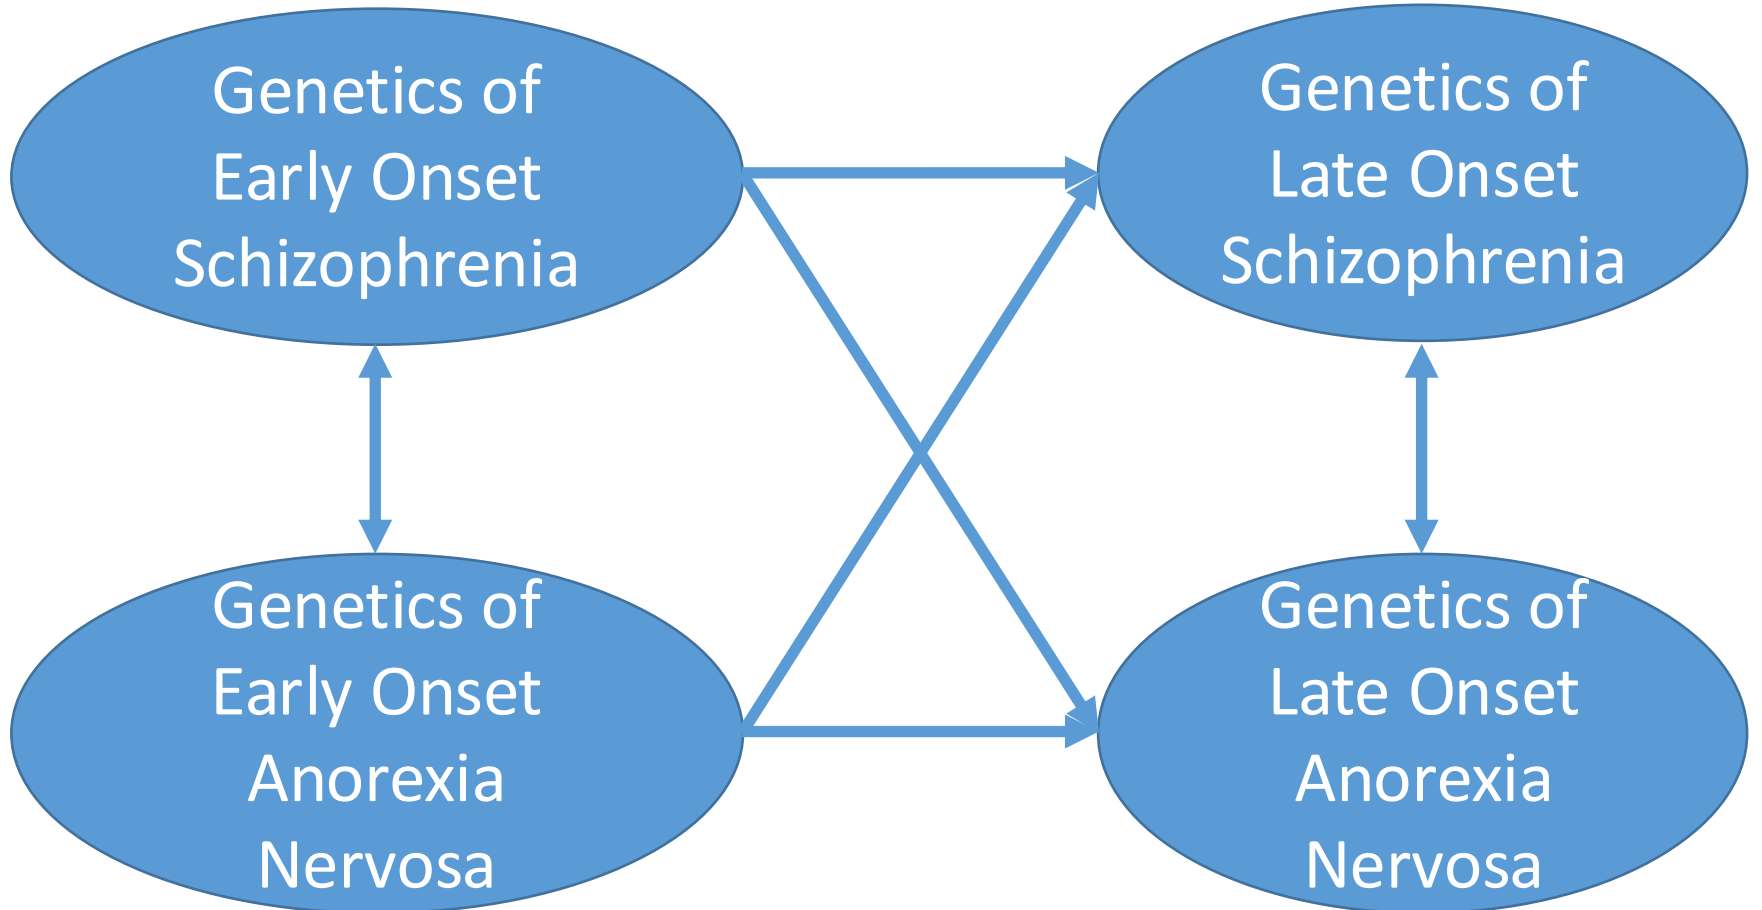 Genetics of
Early Onset
Schizophrenia
Genetics of
Late Onset
Schizophrenia
Genetics of
Early Onset
Anorexia
Nervosa
Genetics of
Late Onset
Anorexia
Nervosa